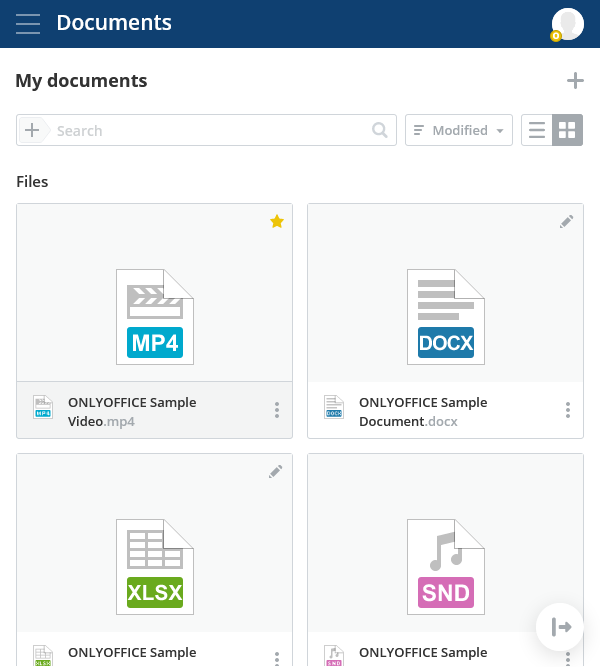 Documents
My documents
Search
Modified
Files
MP4
DOCX
MP4
ONLYOFFICE Sample
Video.mp4
DOCX
ONLYOFFICE Sample
Document.docx
XLSX
SND
XLSX
ONLYOFFICE Sample
SND
ONLYOFFICE Sample